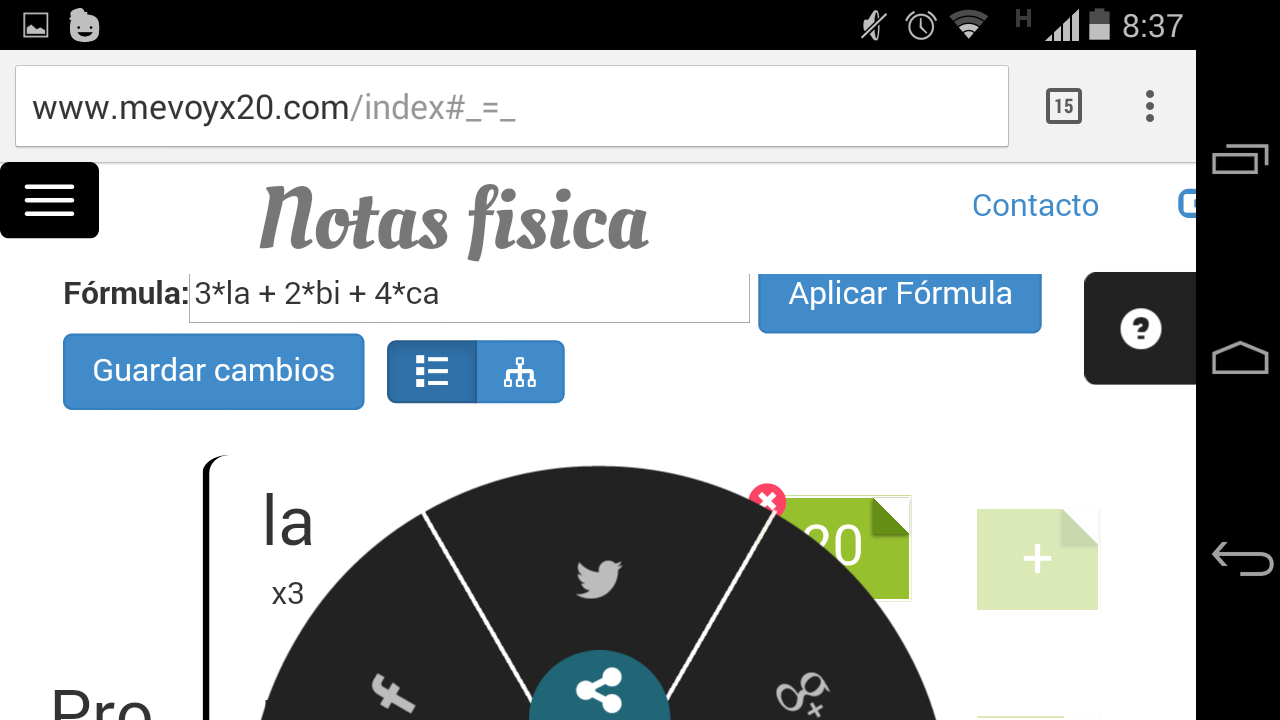 H 8:37
www.mevoyx20.com/index#_=_
15
Notas fisica
Contacto
Fórmula: 3*la + 2*bi + 4*ca
Aplicar Fórmula
?
Guardar cambios
la
20
+
x3
Pro